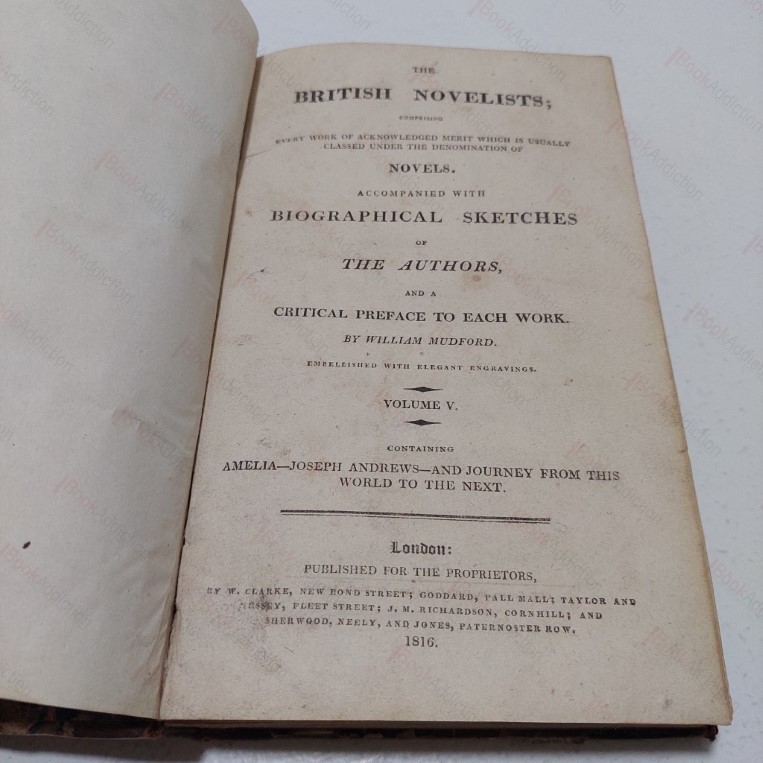 THE
BRITISH NOVELISTS;
COMPRISING
EVERY WORK OF ACKNOWLEDGED MERIT WHICH IS USUALLY
CLASSED UNDER THE DENOMINATION OF
NOVELS.
ACCOMPANIED WITH
BIOGRAPHICAL SKETCHES
OF
THE AUTHORS,
AND A
CRITICAL PREFACE TO EACH WORK.
BY WILLIAM MUDFORD.
EMBELLISHED WITH ELEGANT ENGRAVINGS.
VOLUME V.
CONTAINING
AMELIA—JOSEPH ANDREWS—AND JOURNEY FROM THIS
WORLD TO THE NEXT.
London:
PUBLISHED FOR THE PROPRIETORS,
BY W. CLARKE, NEW BOND STREET; GODDARD, PALL MALL; TAYLOR AND
HESSEY, FLEET STREET; J. M. RICHARDSON, CORNHILL; AND
SHERWOOD, NEELY, AND JONES, PATERNOSTER ROW.
1816.
BookAddiction